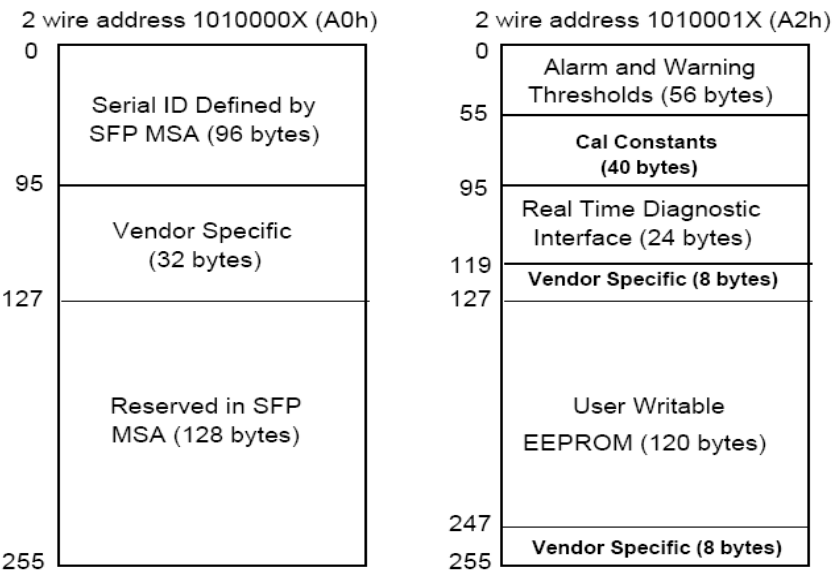 2 wire address 1010000X (A0h)
0
Serial ID Defined by
SFP MSA (96 bytes)
95
Vendor Specific
(32 bytes)
127
Reserved in SFP
MSA (128 bytes)
255
2 wire address 1010001X (A2h)
0
Alarm and Warning
Thresholds (56 bytes)
55
Cal Constants
(40 bytes)
95
Real Time Diagnostic
Interface (24 bytes)
119
Vendor Specific (8 bytes)
127
User Writable
EEPROM (120 bytes)
247
Vendor Specific (8 bytes)
255